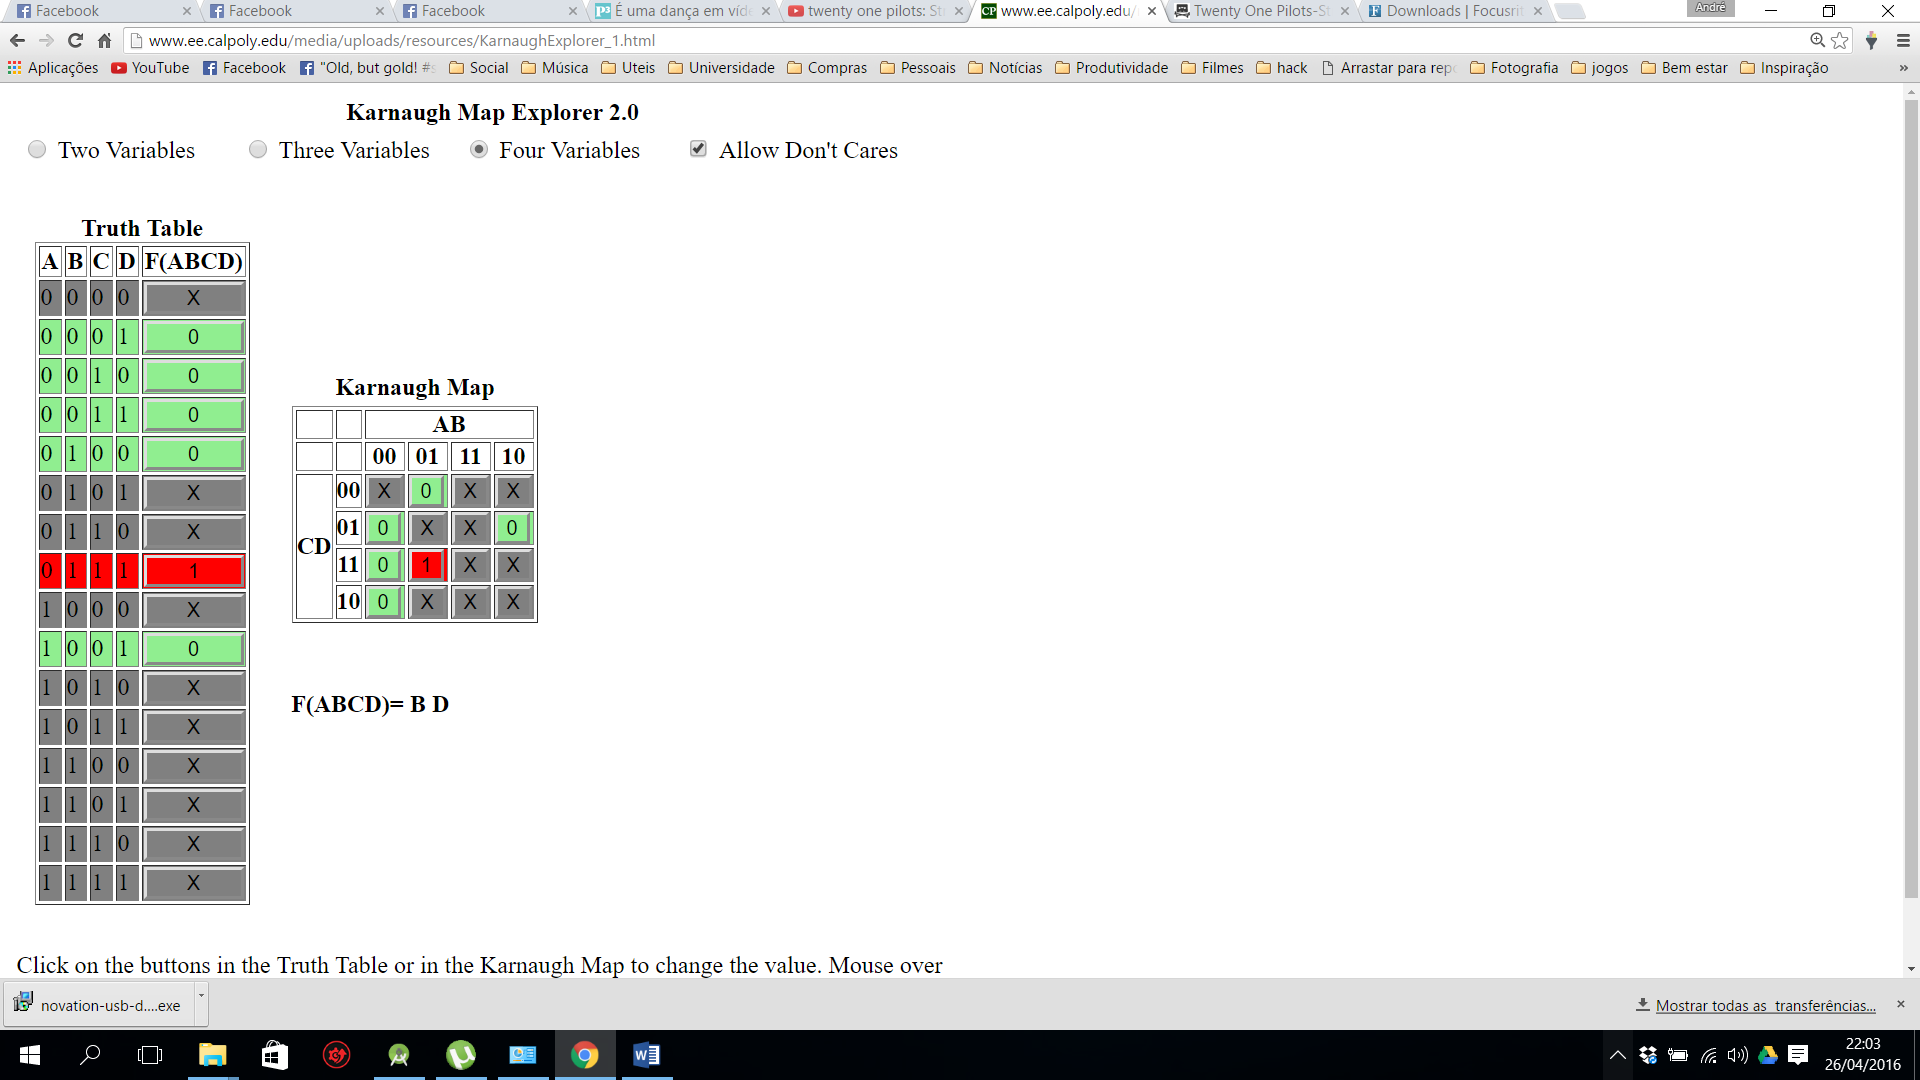 Facebook
Facebook
Facebook
É uma dança em víde
twenty one pilots: St
www.ee.calpoly.edu/
Twenty One Pilots-St
Downloads | Focusrit
André
www.ee.calpoly.edu/media/uploads/resources/KarnaughExplorer_1.html
Aplicações YouTube Facebook "Old, but gold! #s Social Música Uteis Universidade Compras Pessoais Notícias Produtividade Filmes hack Arrastar para repo Fotografia jogos Bem estar Inspiração »
Karnaugh Map Explorer 2.0
Two Variables Three Variables Four Variables Allow Don't Cares
Truth Table
A B C D F(ABCD)
0 0 0 0 X
0 0 0 1 0
0 0 1 0 0
0 0 1 1 0
0 1 0 0 0
0 1 0 1 X
0 1 1 0 X
0 1 1 1 1
1 0 0 0 X
1 0 0 1 0
1 0 1 0 X
1 0 1 1 X
1 1 0 0 X
1 1 0 1 X
1 1 1 0 X
1 1 1 1 X
Karnaugh Map
AB
00 01 11 10
CD
00 X 0 X X
01 0 X X 0
11 0 1 X X
10 0 X X X
F(ABCD)= B D
Click on the buttons in the Truth Table or in the Karnaugh Map to change the value. Mouse over
novation-usb-d....exe
Mostrar todas as transferências...
22:03
26/04/2016